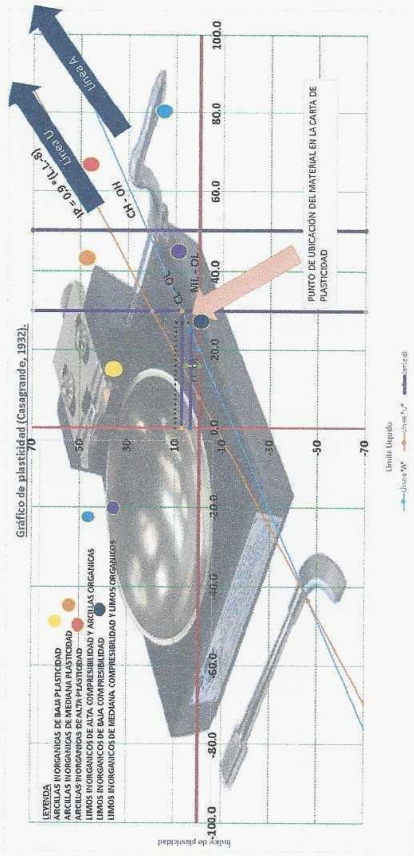 Gráfico de plasticidad (Casagrande, 1932).
LEYENDA
ARCILLAS INORGANICAS DE BAJA PLASTICIDAD
ARCILLAS INORGANICAS DE MEDIANA PLASTICIDAD
ARCILLAS INORGANICAS DE ALTA PLASTICIDAD
LIMOS INORGANICOS DE ALTA COMPRESIBILIDAD Y ARCILLAS ORGANICAS
LIMOS INORGANICOS DE BAJA COMPRESIBILIDAD
LIMOS INORGANICOS DE MEDIANA COMPRESIBILIDAD Y LIMOS ORGANICOS
70
50
30
10
-10
-30
-50
-70
-100.0
-80.0
-60.0
-40.0
-20.0
0.0
20.0
40.0
60.0
80.0
100.0
Línea U
Línea A
IP = 0.9*(L.L-8)
CH - OH
CL - OL
ML - OL
PUNTO DE UBICACIÓN DEL MATERIAL EN LA CARTA DE
PLASTICIDAD
Índice de plasticidad
Límite Líquido
Línea "A"
Línea "U"